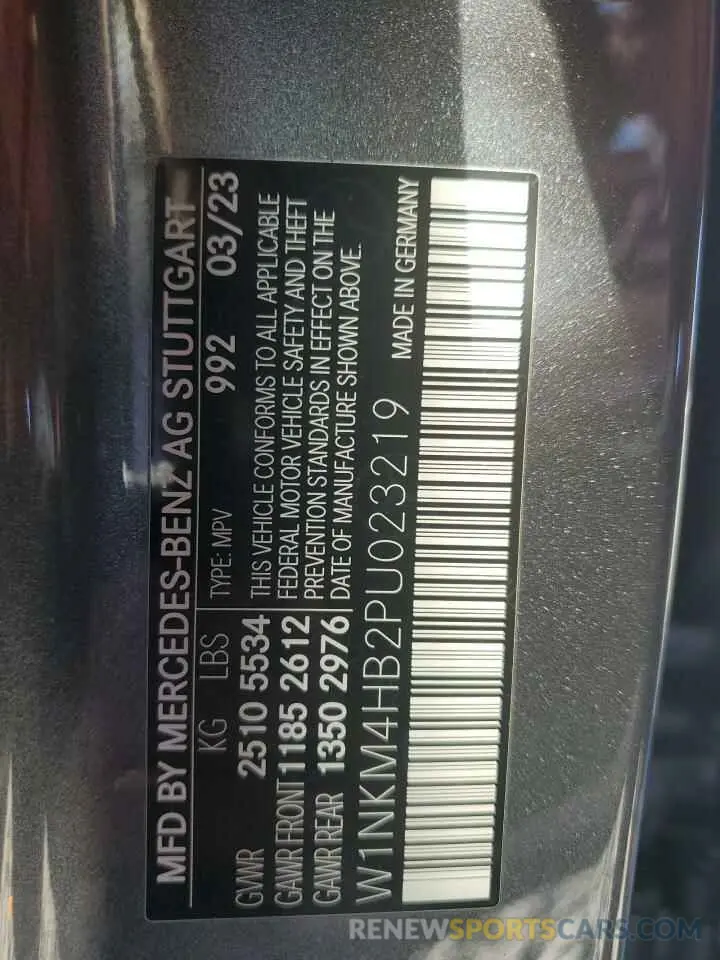 MFD BY MERCEDES-BENZ AG STUTTGART
KG LBS TYPE: MPV 992 03/23
GVWR 2510 5534
GAWR FRONT 1185 2612
GAWR REAR 1350 2976
THIS VEHICLE CONFORMS TO ALL APPLICABLE
FEDERAL MOTOR VEHICLE SAFETY AND THEFT
PREVENTION STANDARDS IN EFFECT ON THE
DATE OF MANUFACTURE SHOWN ABOVE.
W1NKM4HB2PU023219 MADE IN GERMANY
RENEWSPORTSCARS.COM